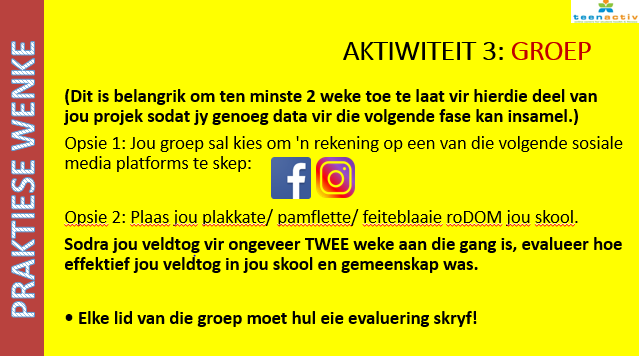 teenactiv
PRAKTIESE WENKE
AKTIWITEIT 3: GROEP
(Dit is belangrik om ten minste 2 weke toe te laat vir hierdie deel van
jou projek sodat jy genoeg data vir die volgende fase kan insamel.)
Opsie 1: Jou groep sal kies om 'n rekening op een van die volgende sosiale
media platforms te skep:
Opsie 2: Plaas jou plakkate/ pamflette/ feiteblaaie roDOM jou skool.
Sodra jou veldtog vir ongeveer TWEE weke aan die gang is, evalueer hoe
effektief jou veldtog in jou skool en gemeenskap was.
• Elke lid van die groep moet hul eie evaluering skryf!